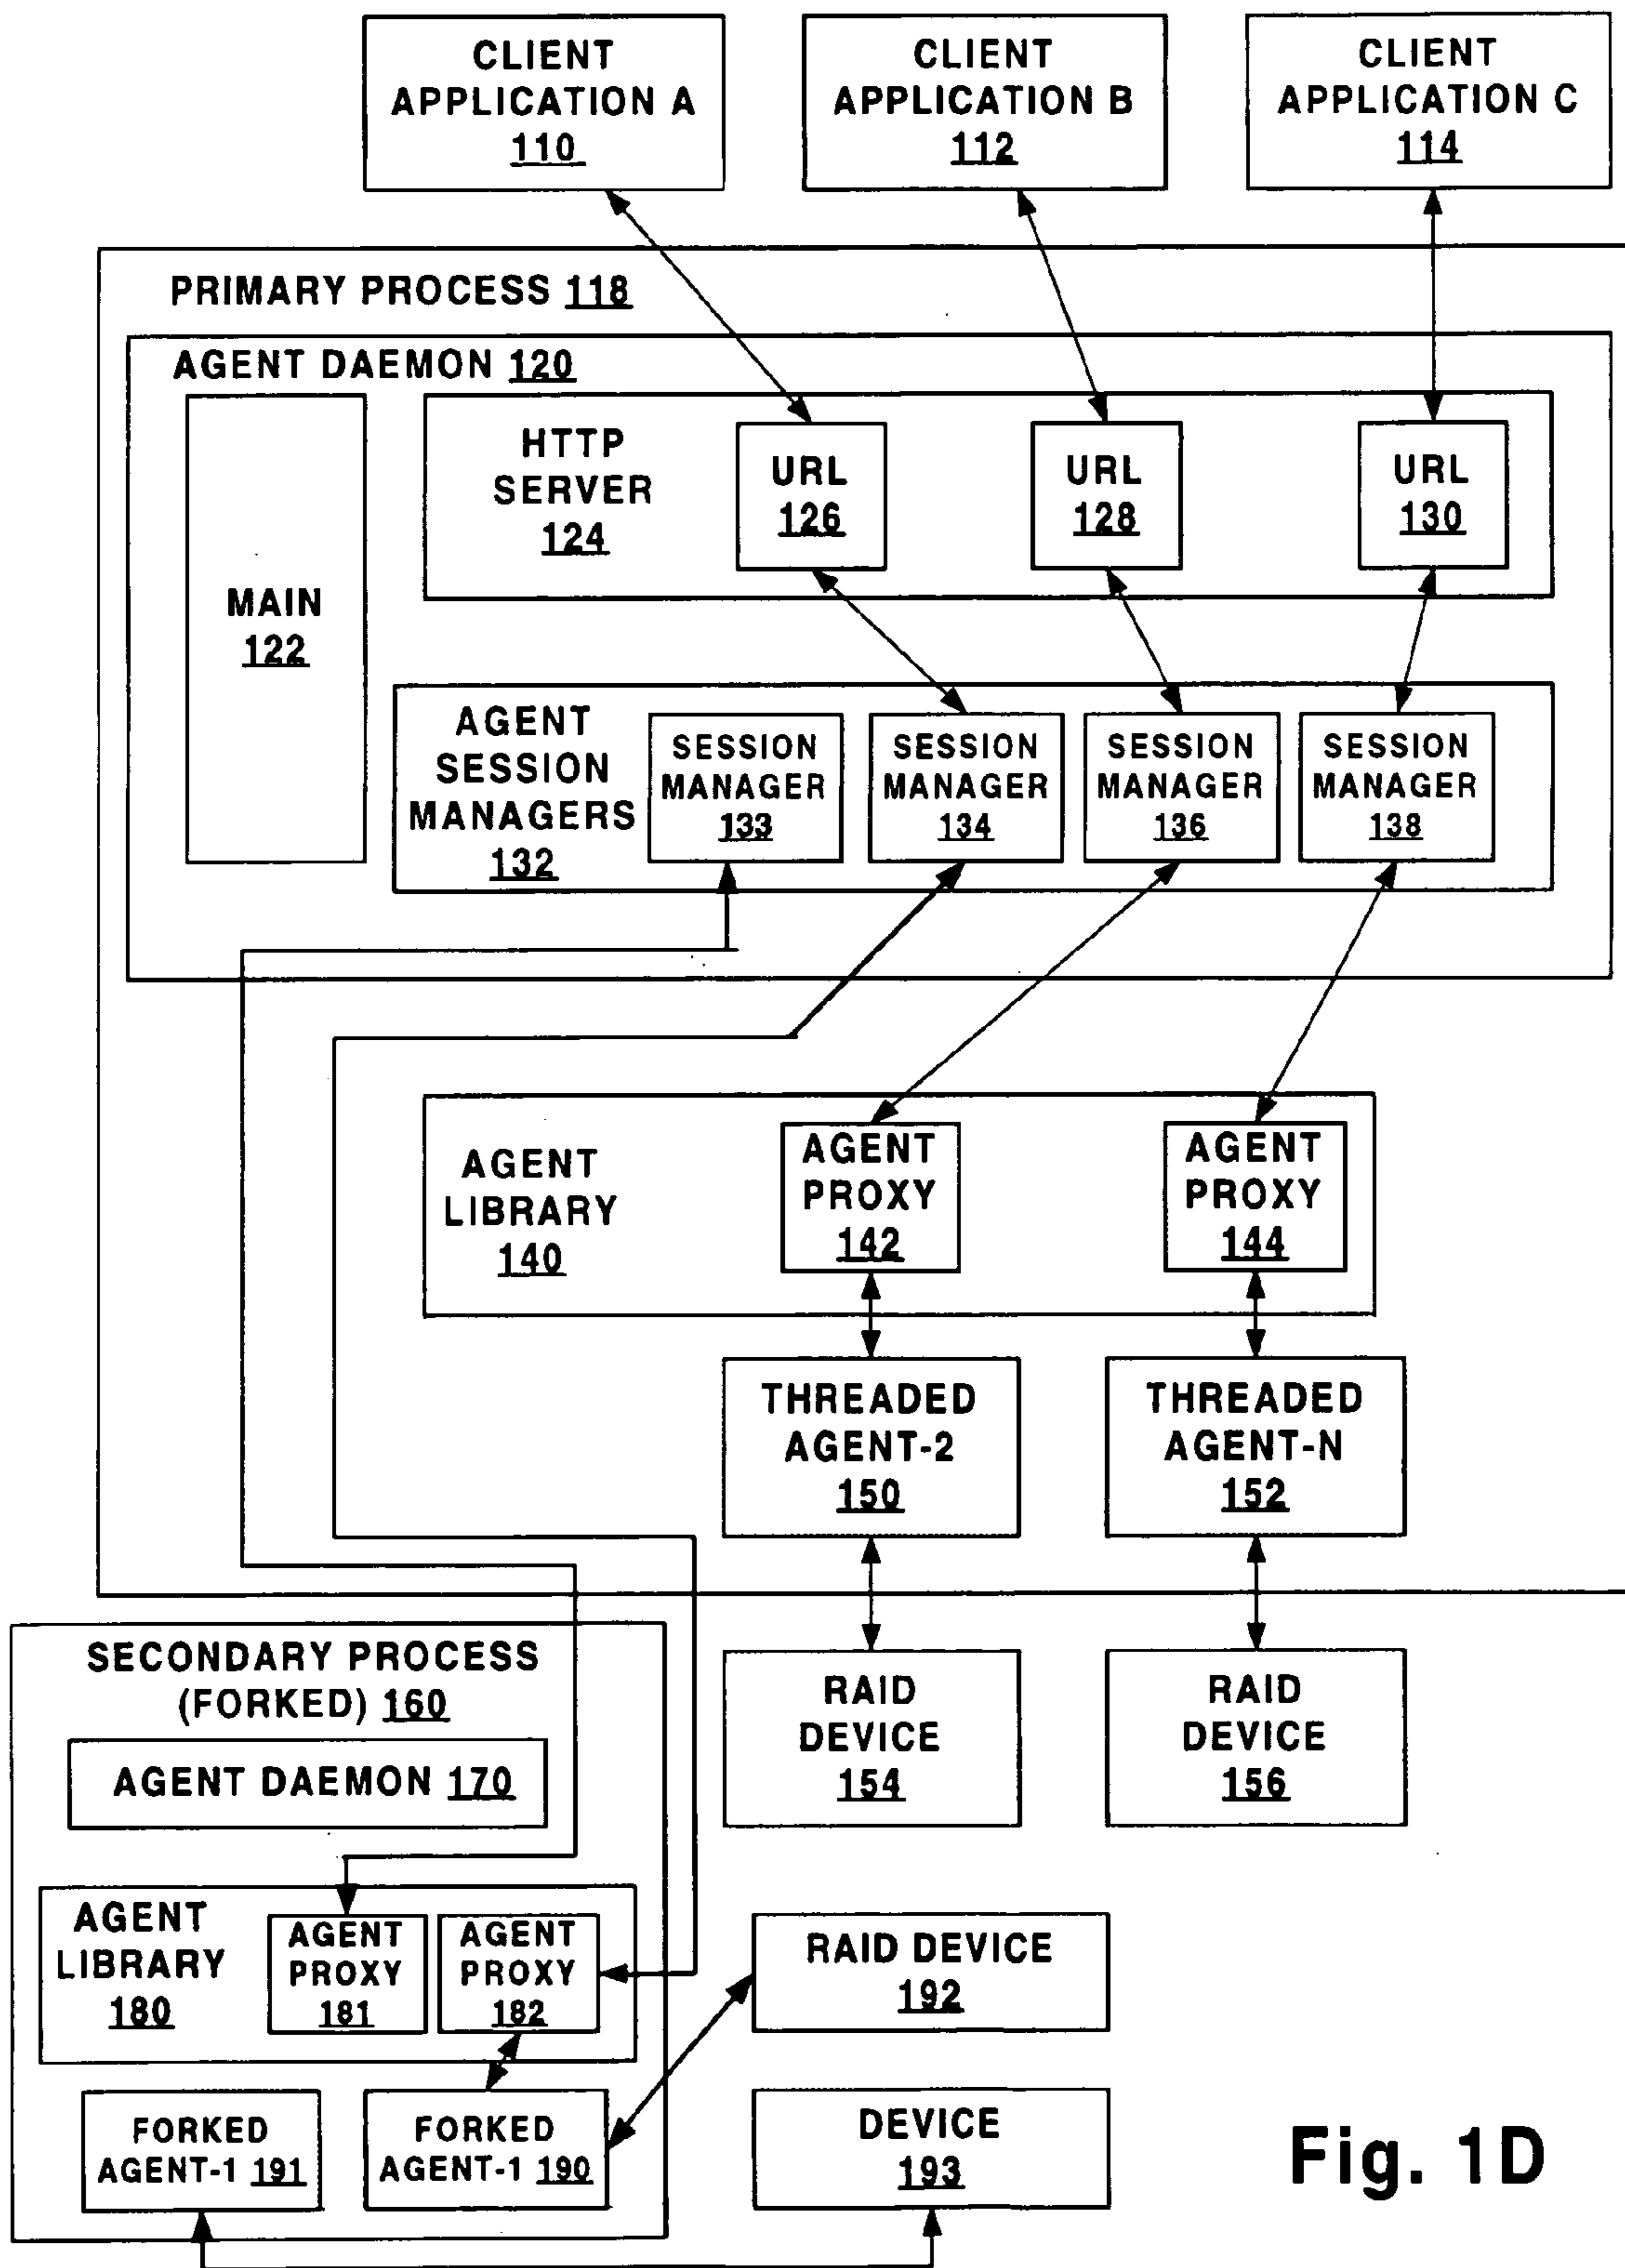 CLIENT
APPLICATION A
110
CLIENT
APPLICATION B
112
CLIENT
APPLICATION C
114
PRIMARY PROCESS 118
AGENT DAEMON 120
MAIN
122
HTTP
SERVER
124
URL
126
URL
128
URL
130
AGENT
SESSION
MANAGERS
132
SESSION
MANAGER
133
SESSION
MANAGER
134
SESSION
MANAGER
136
SESSION
MANAGER
138
AGENT
LIBRARY
140
AGENT
PROXY
142
AGENT
PROXY
144
THREADED
AGENT-2
150
THREADED
AGENT-N
152
SECONDARY PROCESS
(FORKED) 160
AGENT DAEMON 170
RAID
DEVICE
154
RAID
DEVICE
156
AGENT
LIBRARY
180
AGENT
PROXY
181
AGENT
PROXY
182
RAID DEVICE
192
FORKED
AGENT-1 191
FORKED
AGENT-1 190
DEVICE
193
Fig. 1D